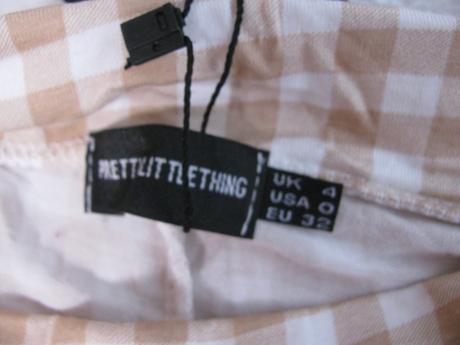 PRETTYLITTLETHING
UK 4
USA 0
EU 32